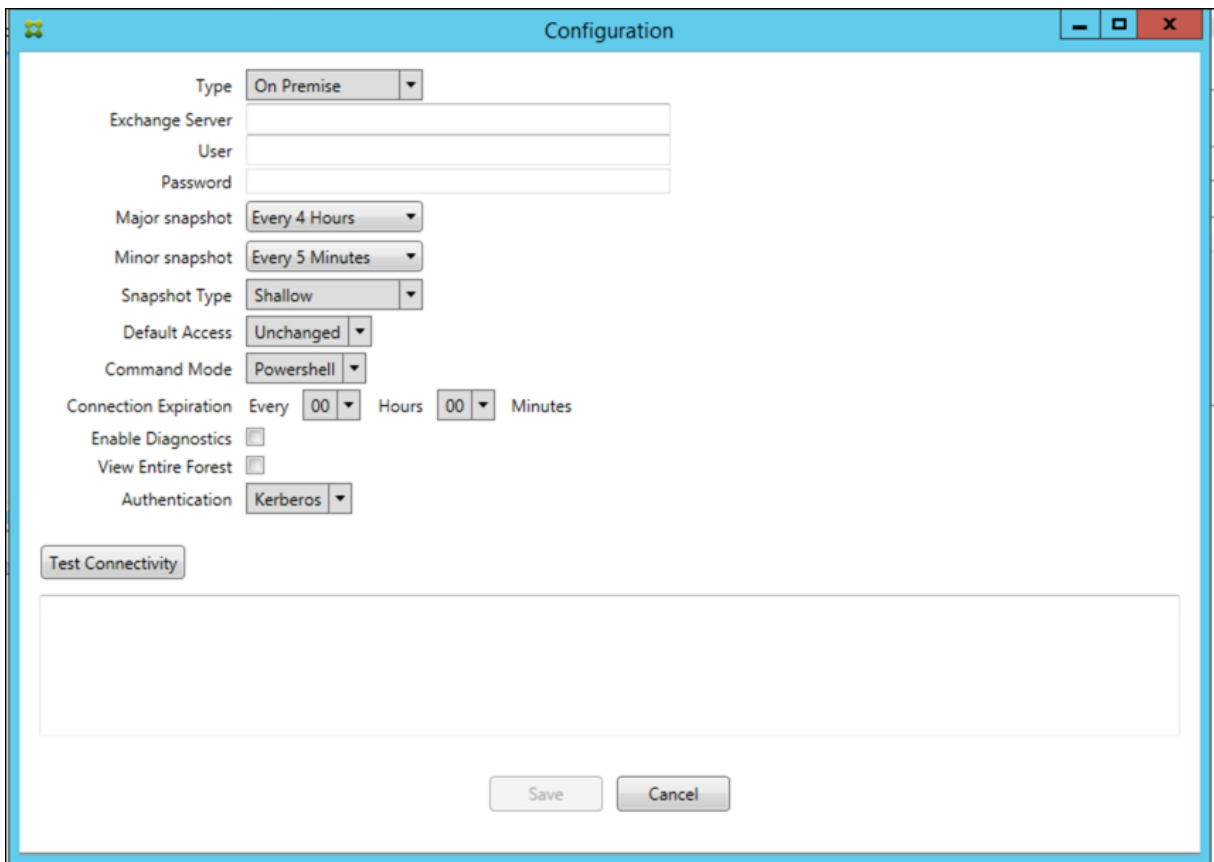 Configuration
Type On Premise
Exchange Server
User
Password
Major snapshot Every 4 Hours
Minor snapshot Every 5 Minutes
Snapshot Type Shallow
Default Access Unchanged
Command Mode Powershell
Connection Expiration Every 00 Hours 00 Minutes
Enable Diagnostics
View Entire Forest
Authentication Kerberos
Test Connectivity
Save Cancel